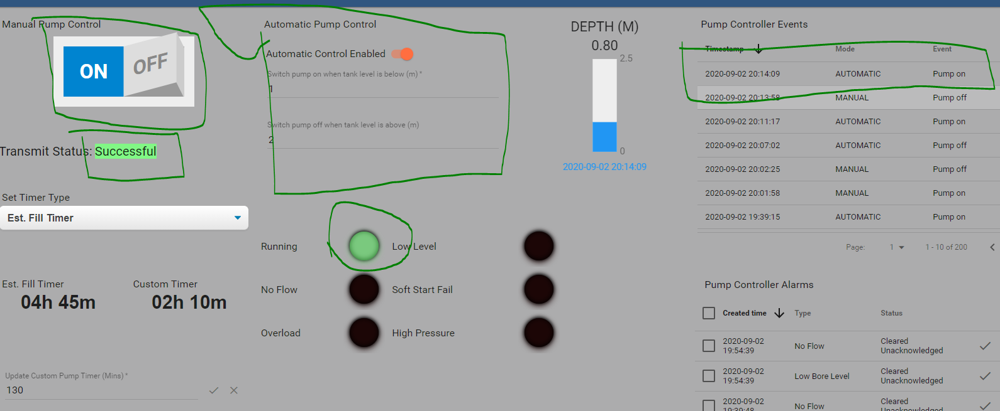 Manual Pump Control
ON
OFF
Transmit Status: Successful
Set Timer Type
Est. Fill Timer
Est. Fill Timer
Custom Timer
04h 45m
02h 10m
Update Custom Pump Timer (Mins) *
130
Automatic Pump Control
Automatic Control Enabled
Switch pump on when tank level is below (m) *
1
Switch pump off when tank level is above (m)
2
Running
Low Level
No Flow
Soft Start Fail
Overload
High Pressure
DEPTH (M)
0.80
2.5
0
2020-09-02 20:14:09
Pump Controller Events
Timestamp Mode Event
2020-09-02 20:14:09 AUTOMATIC Pump on
2020-09-02 20:13:58 MANUAL Pump off
2020-09-02 20:11:17 AUTOMATIC Pump on
2020-09-02 20:07:02 AUTOMATIC Pump off
2020-09-02 20:02:25 MANUAL Pump off
2020-09-02 20:01:58 MANUAL Pump on
2020-09-02 19:39:15 AUTOMATIC Pump on
Page: 1 1 - 10 of 200
Pump Controller Alarms
Created time Type Status
2020-09-02
19:54:39
No Flow
Cleared
Unacknowledged
2020-09-02
19:54:39
Low Bore Level
Cleared
Unacknowledged
2020-09-02
19:39:48
No Flow
Cleared
Unacknowledged